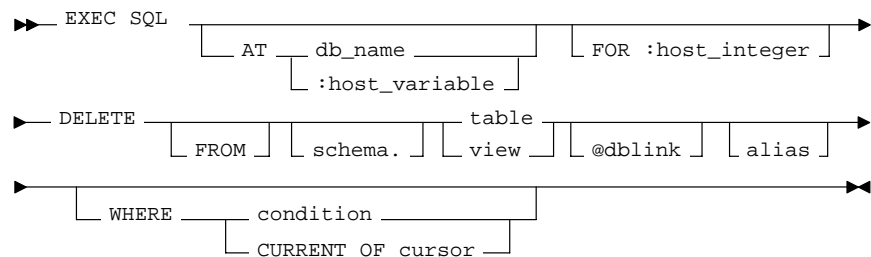 EXEC SQL
AT db_name FOR :host_integer
:host_variable
DELETE table
FROM schema. view @dblink alias
WHERE condition
CURRENT OF cursor